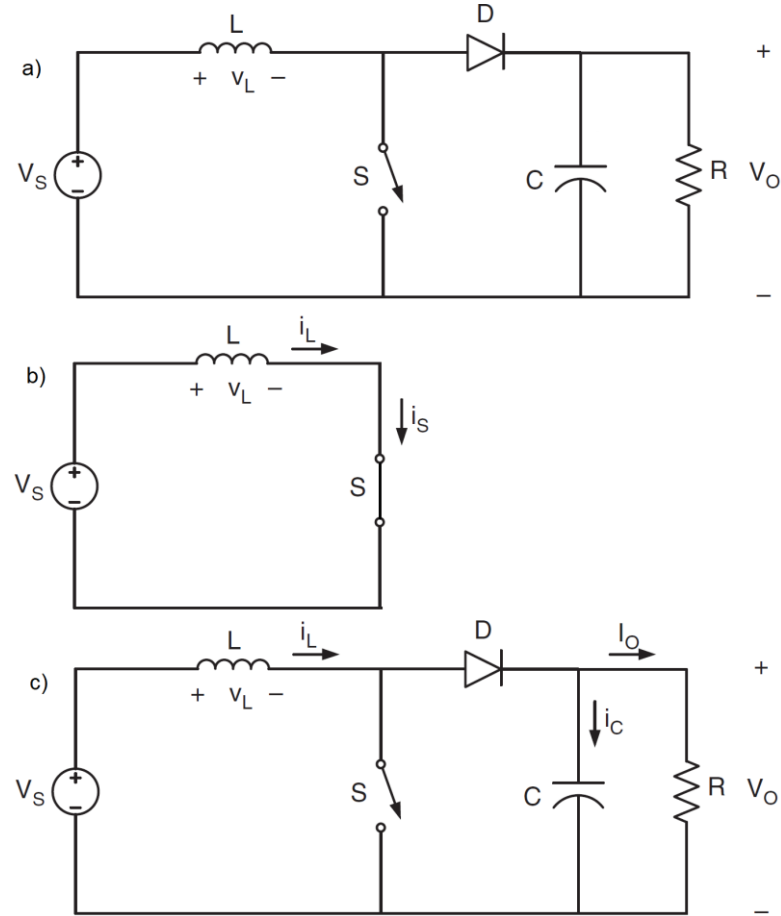 L D
a) + v_L − +
V_S + − S C R V_O
−
L i_L
b) + v_L − i_S
V_S + − S
L i_L D I_O
c) + v_L − i_C +
V_S + − S C R V_O
−